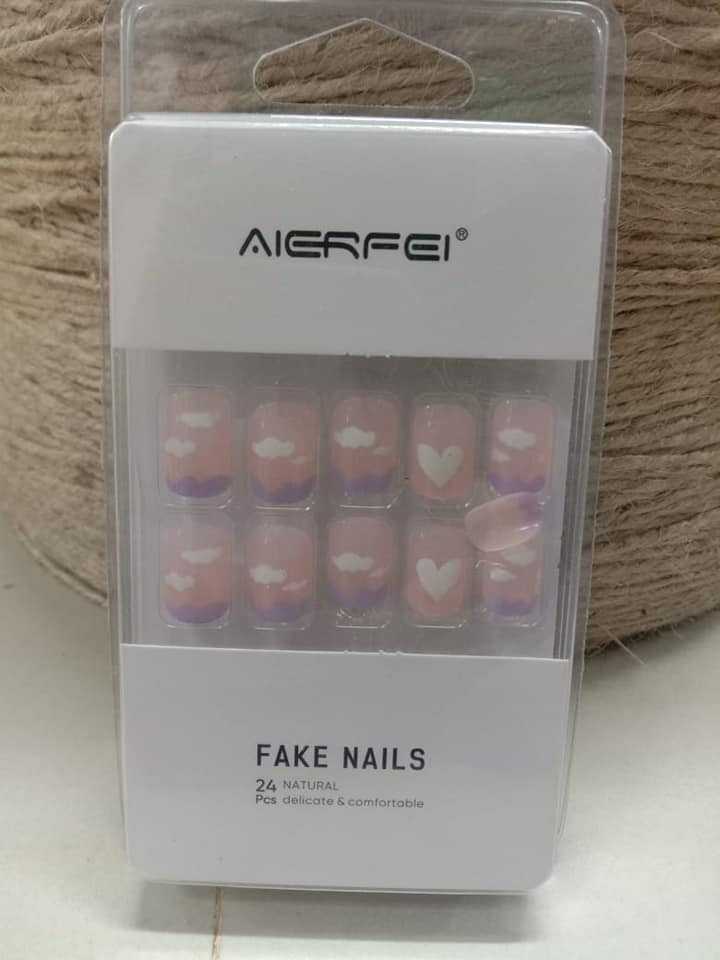 AIERFEI®
FAKE NAILS
24 NATURAL
Pcs delicate & comfortable